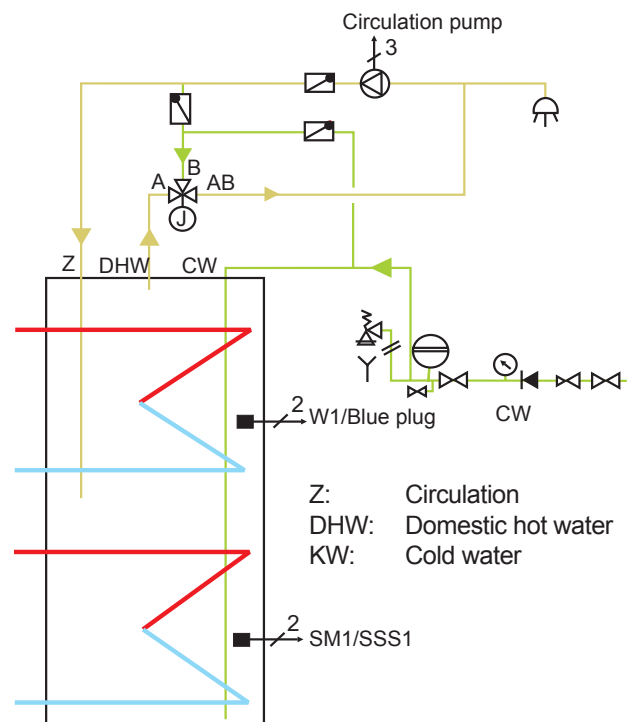 Circulation pump
3
B
A
AB
J
Z
DHW
CW
2
W1/Blue plug
CW
Z: Circulation
DHW: Domestic hot water
KW: Cold water
2
SM1/SSS1